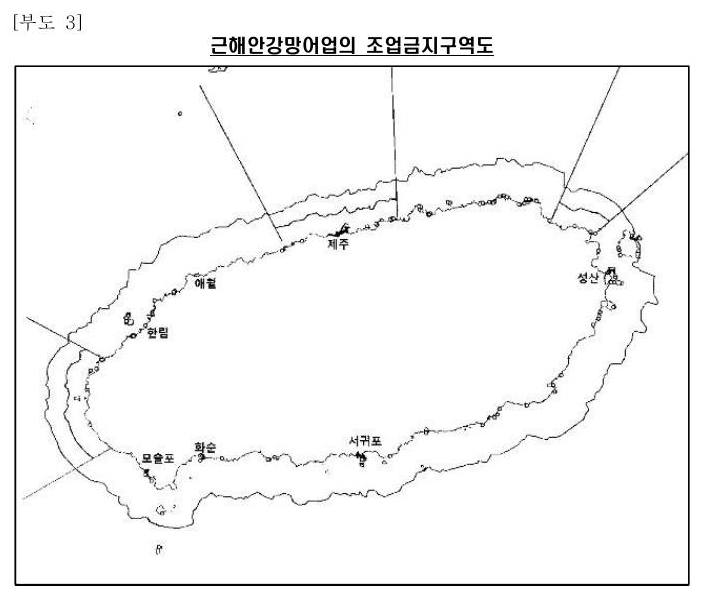 [부도 3]
근해안강망어업의 조업금지구역도
제주
애월
성산
한림
서귀포
화순
모슬포